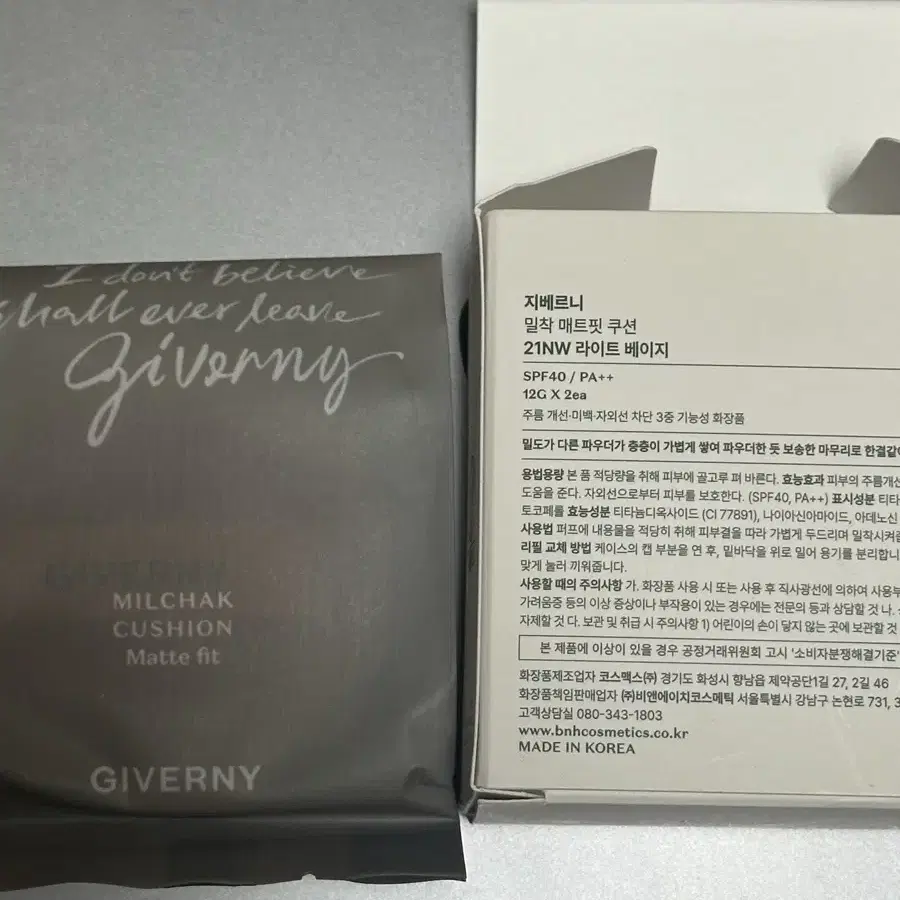 I don't believe
shall ever leave
Giverny
MILCHAK
CUSHION
Matte fit
GIVERNY
지베르니
밀착 매트핏 쿠션
21NW 라이트 베이지
SPF40 / PA++
12G X 2ea
주름 개선·미백·자외선 차단 3중 기능성 화장품
밀도가 다른 파우더가 층층이 가볍게 쌓여 파우더한 듯 보송한 마무리로 한결같이
용법용량 본 품 적당량을 취해 피부에 골고루 펴 바른다. 효능효과 피부의 주름개선
도움을 준다. 자외선으로부터 피부를 보호한다. (SPF40, PA++) 표시성분 티타
토코페롤 효능성분 티타늄디옥사이드 (CI 77891), 나이아신아마이드, 아데노신
사용법 퍼프에 내용물을 적당히 취해 피부결을 따라 가볍게 두드리며 밀착시켜
리필 교체 방법 케이스의 캡 부분을 연 후, 밑바닥을 위로 밀어 용기를 분리합니
맞게 눌러 끼워줍니다.
사용할 때의 주의사항 가. 화장품 사용 시 또는 사용 후 직사광선에 의하여 사용부
가려움증 등의 이상 증상이나 부작용이 있는 경우에는 전문의 등과 상담할 것 나.
자제할 것 다. 보관 및 취급 시 주의사항 1) 어린이의 손이 닿지 않는 곳에 보관할 것
본 제품에 이상이 있을 경우 공정거래위원회 고시 '소비자분쟁해결기준'
화장품제조업자 코스맥스㈜ 경기도 화성시 향남읍 제약공단1길 27, 2길 46
화장품책임판매업자 ㈜비앤에이치코스메틱 서울특별시 강남구 논현로 731, 3
고객상담실 080-343-1803
www.bnhcosmetics.co.kr
MADE IN KOREA